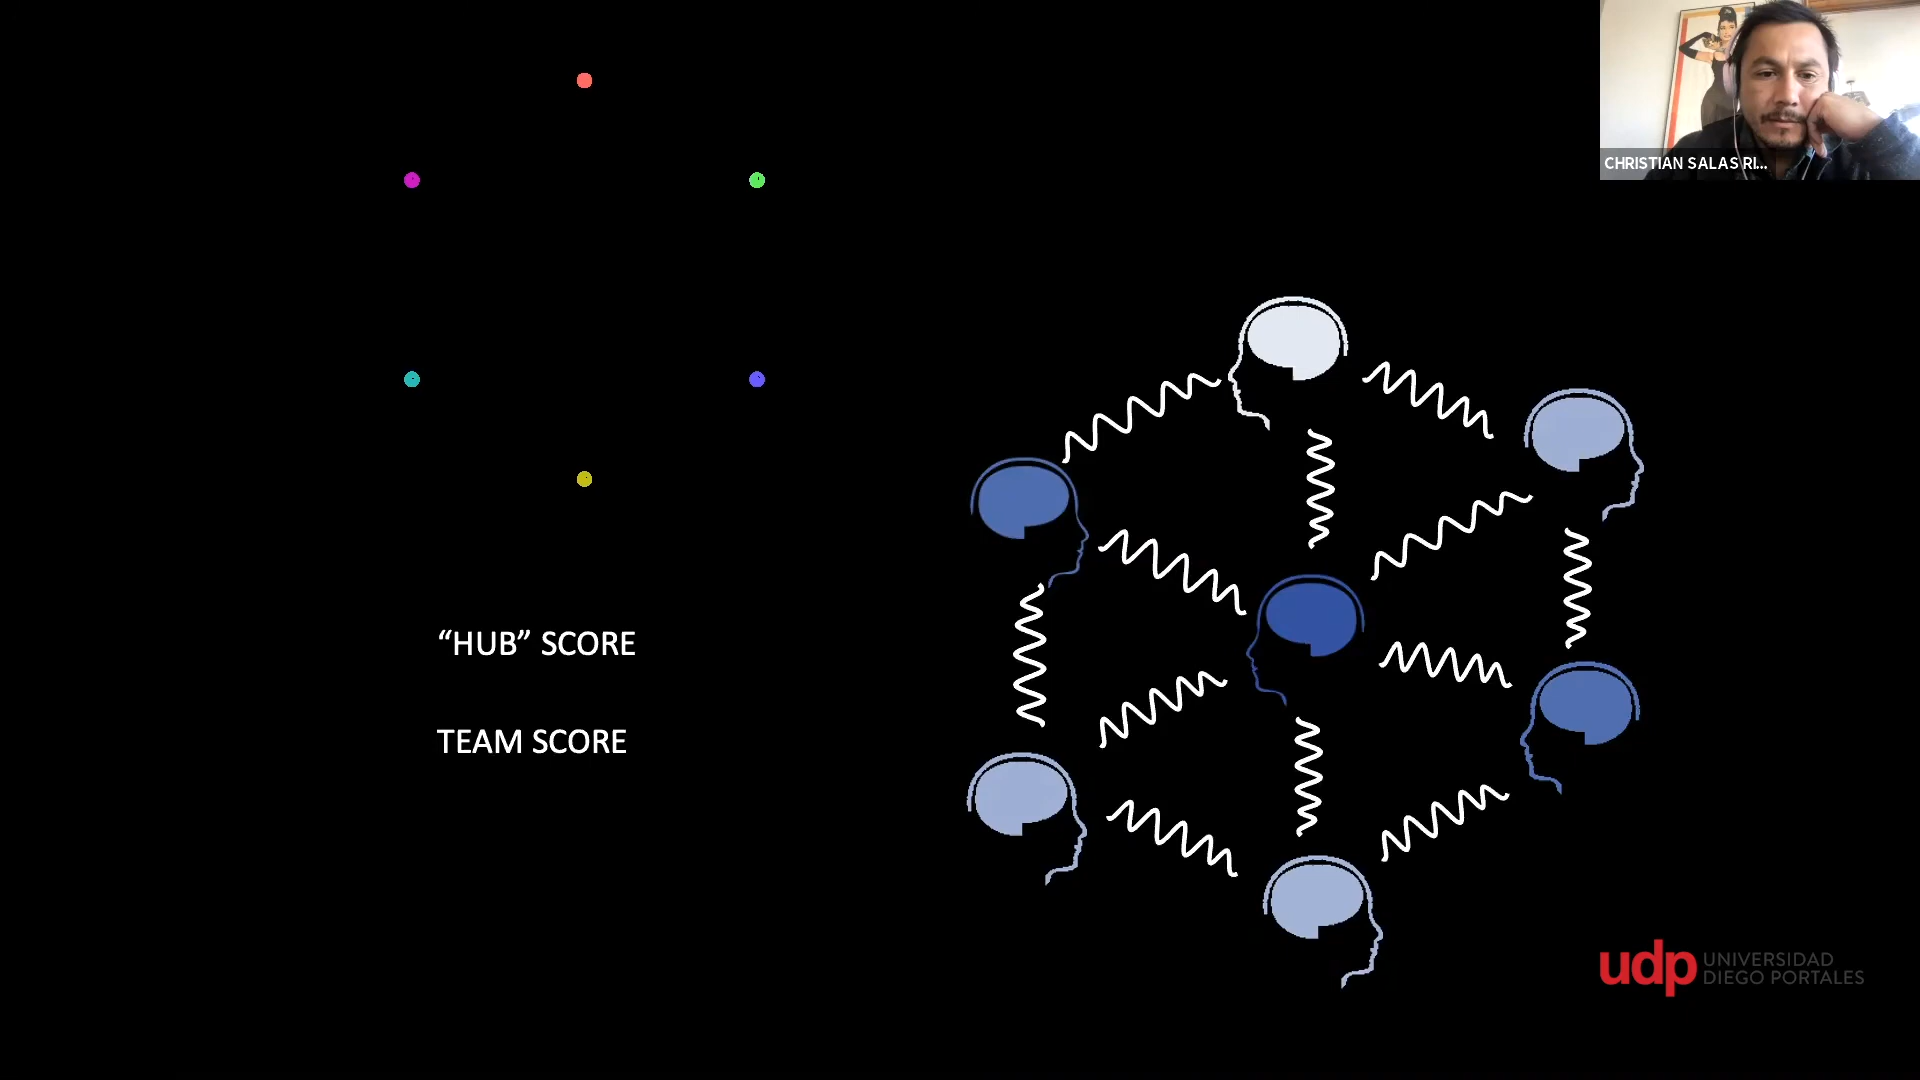 CHRISTIAN SALAS RI...
“HUB” SCORE
TEAM SCORE
udp UNIVERSIDAD
DIEGO PORTALES